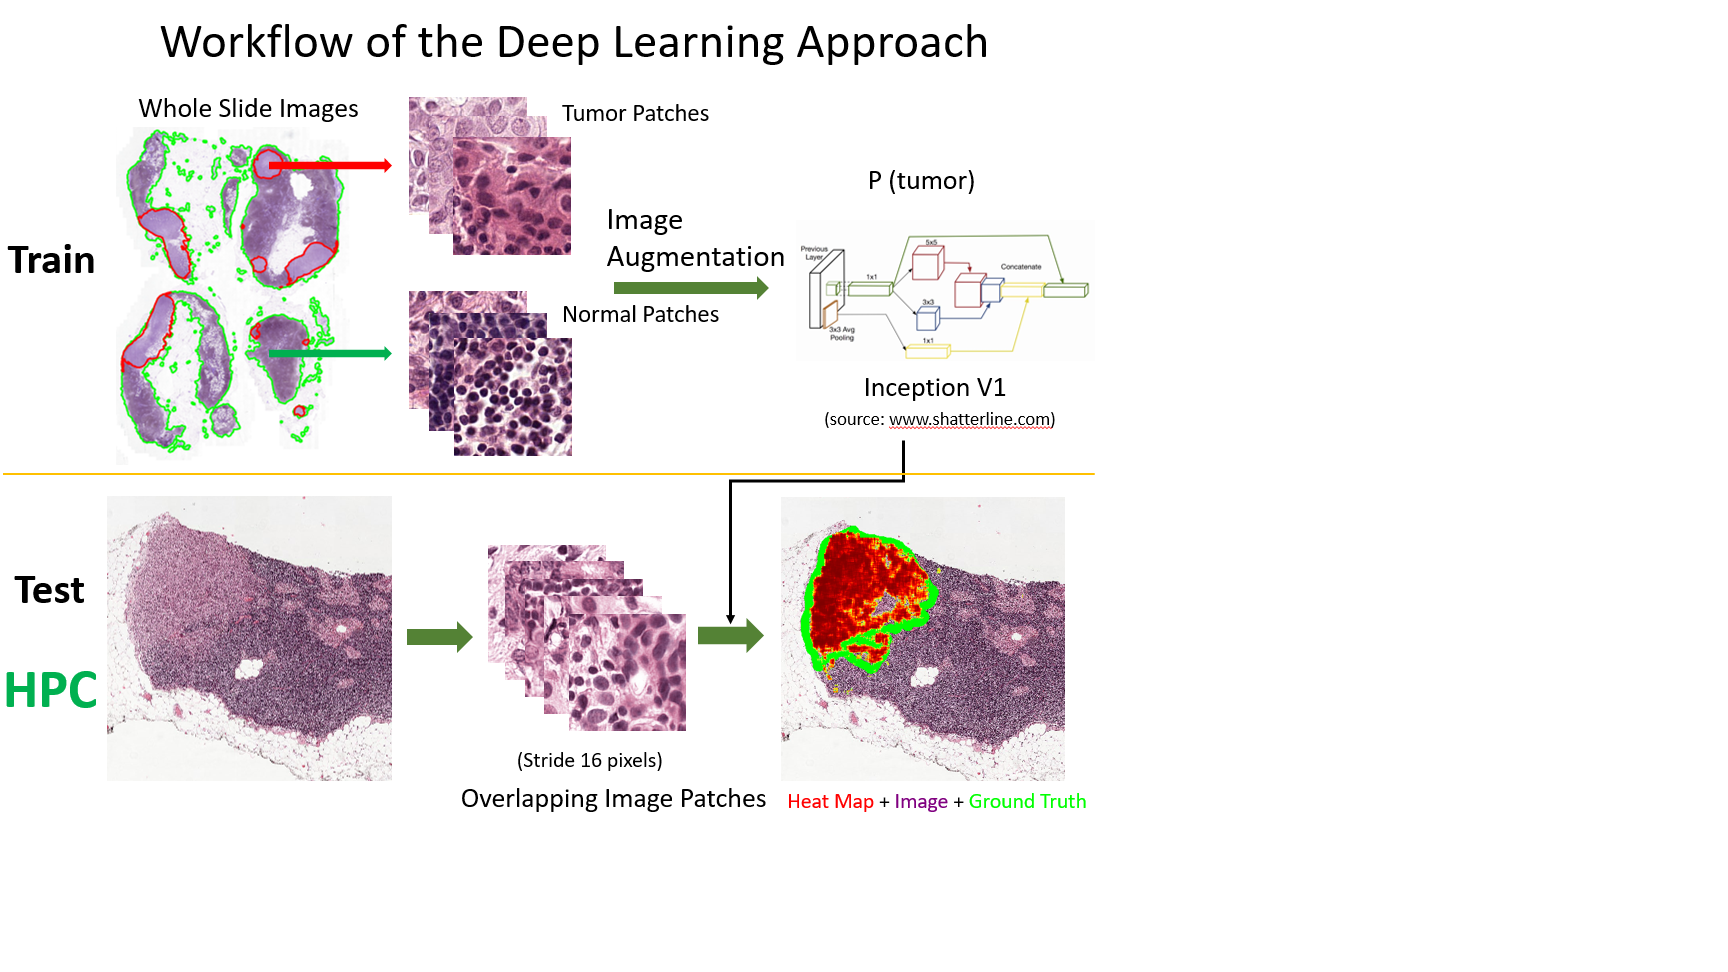 Workflow of the Deep Learning Approach
Whole Slide Images
Tumor Patches
P (tumor)
Train
Image
Augmentation
Normal Patches
Previous
Layer
1x1
5x5
3x3
Concatenate
3x3 Avg
Pooling
1x1
Inception V1
(source: www.shatterline.com)
Test
HPC
(Stride 16 pixels)
Overlapping Image Patches
Heat Map + Image + Ground Truth